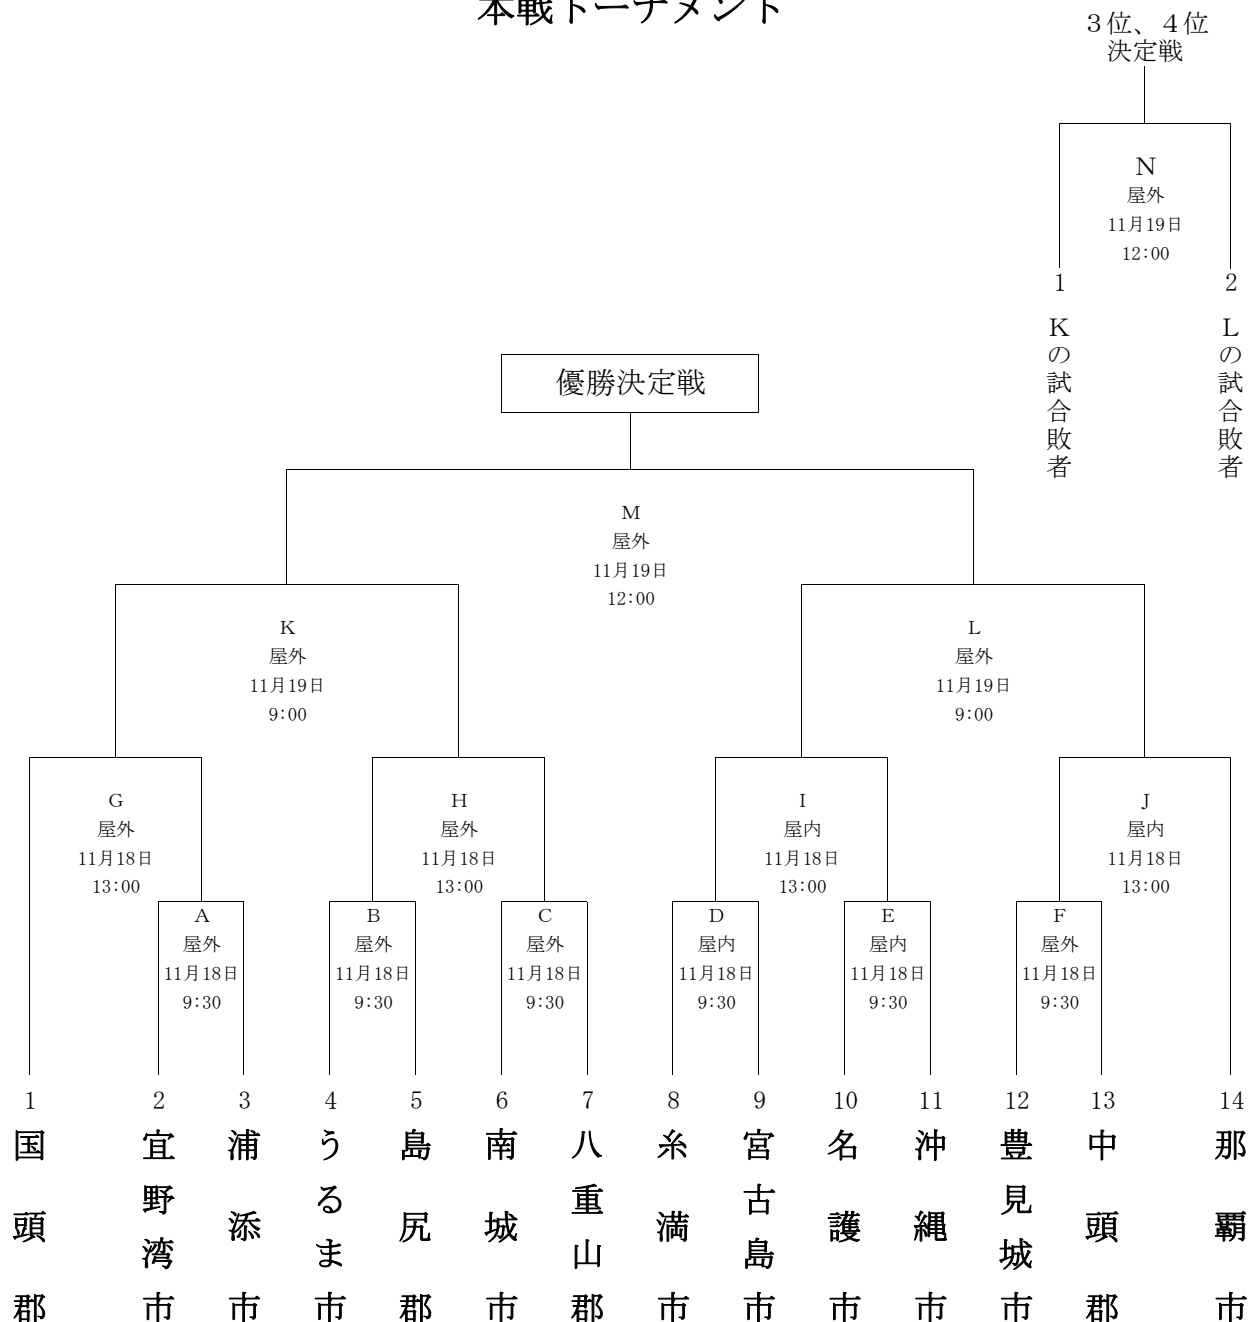 本戦トーナメント
３位、４位
決定戦
N
屋外
11月19日
12:00
1
2
Kの試合敗者
Lの試合敗者
優勝決定戦
M
屋外
11月19日
12:00
K
屋外
11月19日
9:00
L
屋外
11月19日
9:00
G
屋外
11月18日
13:00
H
屋外
11月18日
13:00
I
屋内
11月18日
13:00
J
屋内
11月18日
13:00
A
屋外
11月18日
9:30
B
屋外
11月18日
9:30
C
屋外
11月18日
9:30
D
屋内
11月18日
9:30
E
屋内
11月18日
9:30
F
屋外
11月18日
9:30
1
国頭郡
2
宜野湾市
3
浦添市
4
うるま市
5
島尻郡
6
南城市
7
八重山郡
8
糸満市
9
宮古島市
10
名護市
11
沖縄市
12
豊見城市
13
中頭郡
14
那覇市